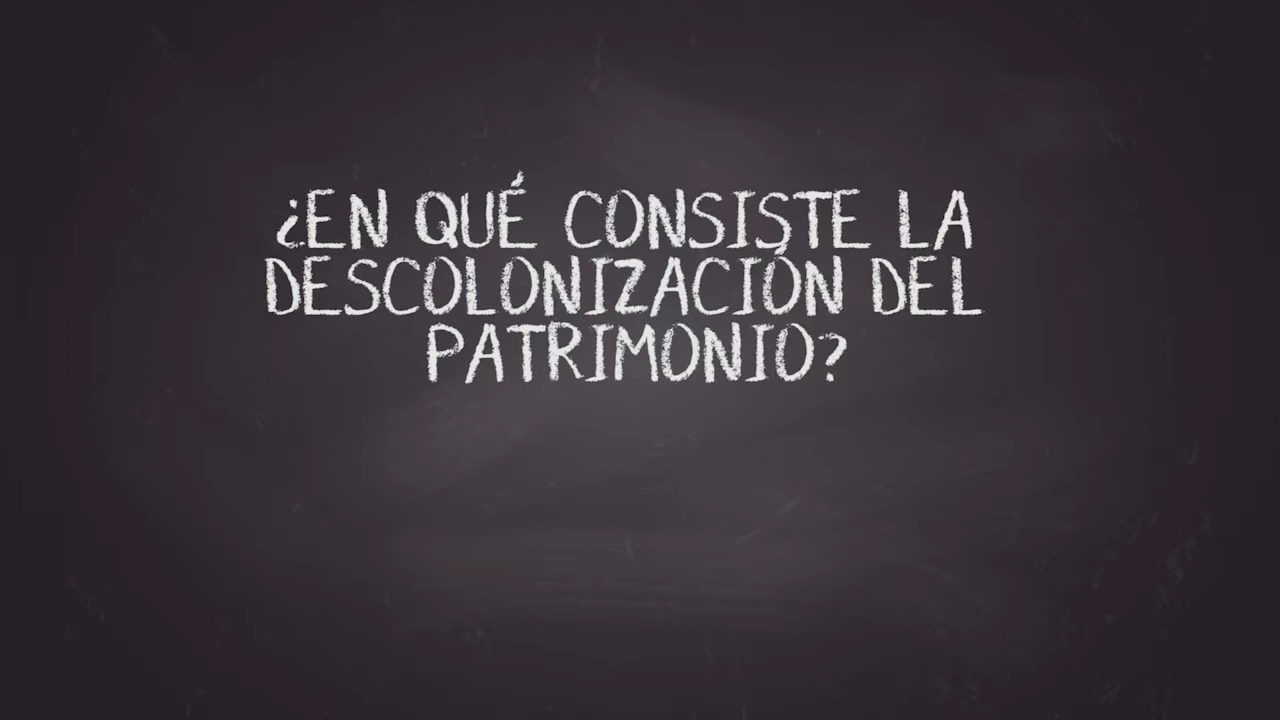 ¿EN QUÉ CONSISTE LA
DESCOLONIZACIÓN DEL
PATRIMONIO?